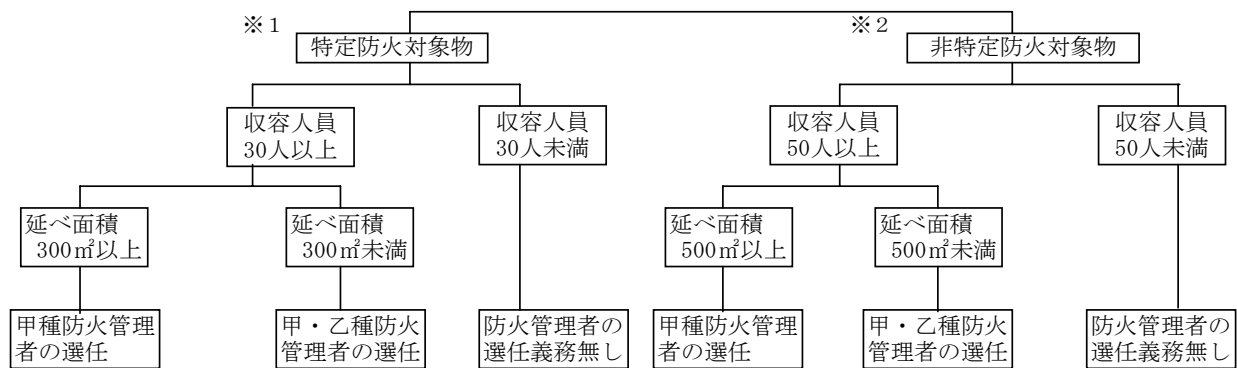 ※1
特定防火対象物
※2
非特定防火対象物
収容人員
30人以上
収容人員
30人未満
収容人員
50人以上
収容人員
50人未満
延べ面積
300㎡以上
延べ面積
300㎡未満
延べ面積
500㎡以上
延べ面積
500㎡未満
甲種防火管理
者の選任
甲・乙種防火
管理者の選任
防火管理者の
選任義務無し
甲種防火管理
者の選任
甲・乙種防火
管理者の選任
防火管理者の
選任義務無し